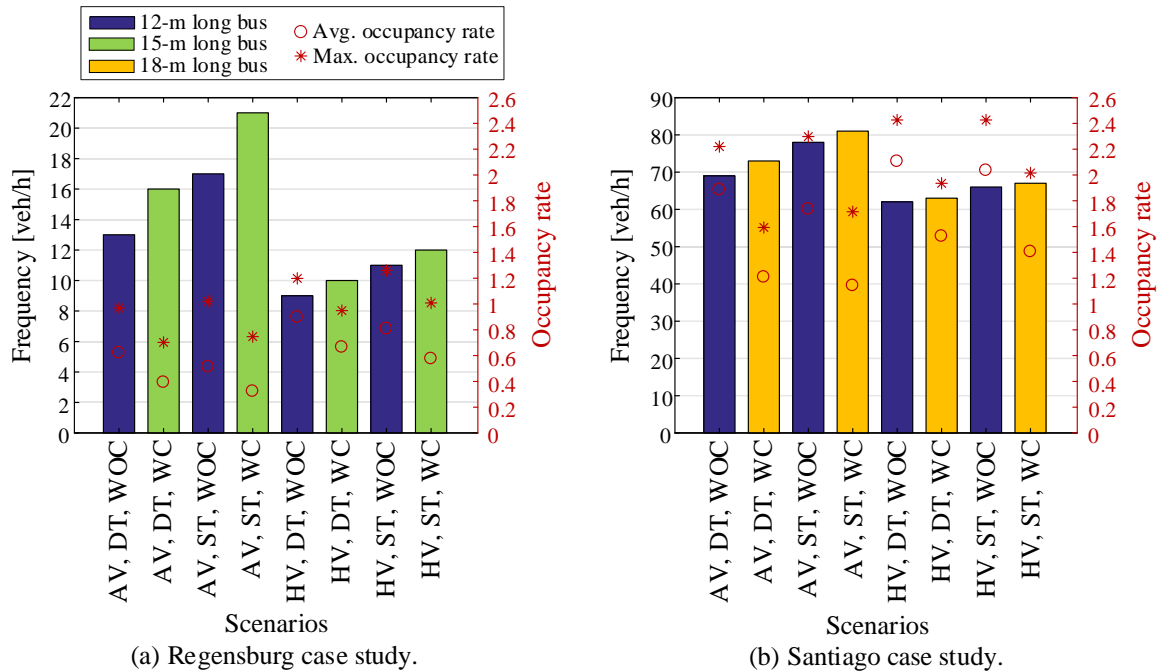 12-m long bus
15-m long bus
18-m long bus
Avg. occupancy rate
Max. occupancy rate
Frequency [veh/h]
22
20
18
16
14
12
10
8
6
4
2
0
2.6
2.4
2.2
2
1.8
1.6
1.4
1.2
1
0.8
0.6
0.4
0.2
0
Occupancy rate
AV, DT, WOC
AV, DT, WC
AV, ST, WOC
AV, ST, WC
HV, DT, WOC
HV, DT, WC
HV, ST, WOC
HV, ST, WC
Scenarios
(a) Regensburg case study.
Frequency [veh/h]
90
80
70
60
50
40
30
20
10
0
2.6
2.4
2.2
2
1.8
1.6
1.4
1.2
1
0.8
0.6
0.4
0.2
0
Occupancy rate
AV, DT, WOC
AV, DT, WC
AV, ST, WOC
AV, ST, WC
HV, DT, WOC
HV, DT, WC
HV, ST, WOC
HV, ST, WC
Scenarios
(b) Santiago case study.